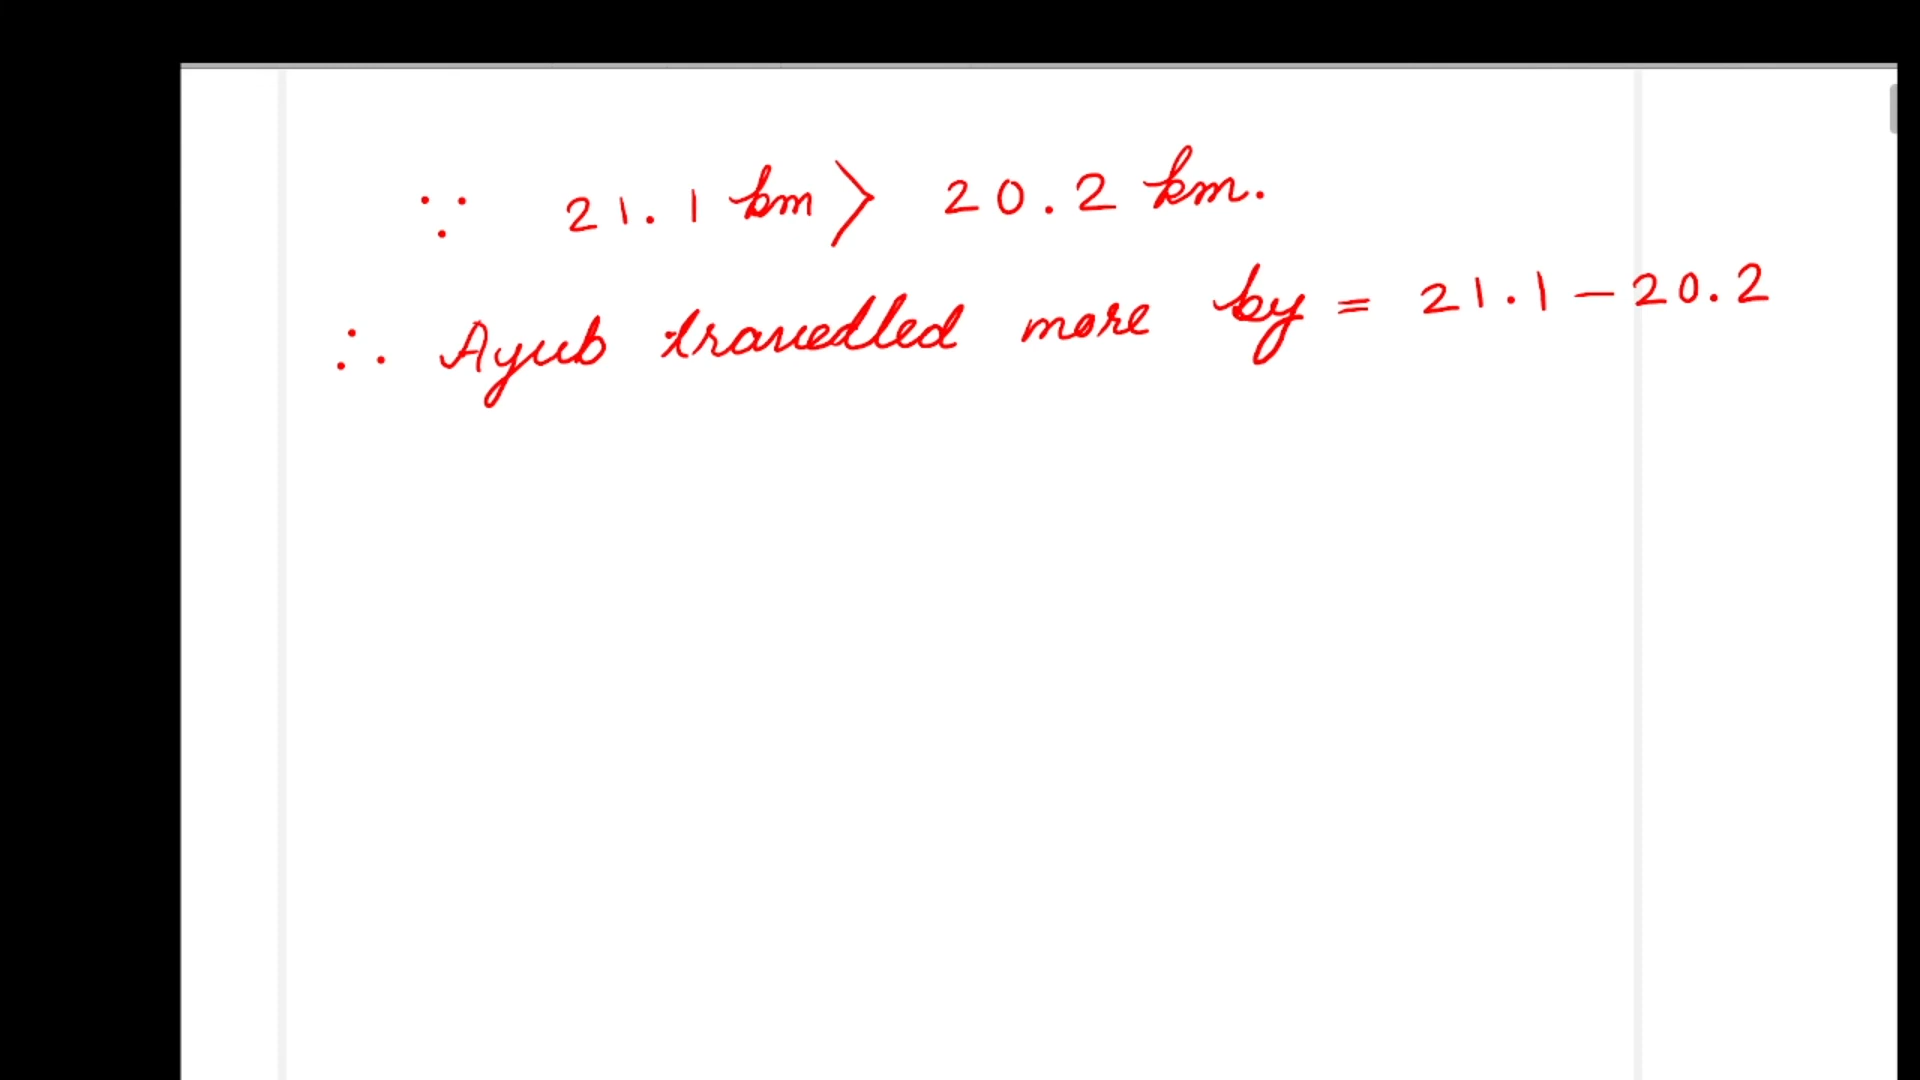 ∵ 21.1 km > 20.2 km.
∴ Ayub travelled more by = 21.1 - 20.2